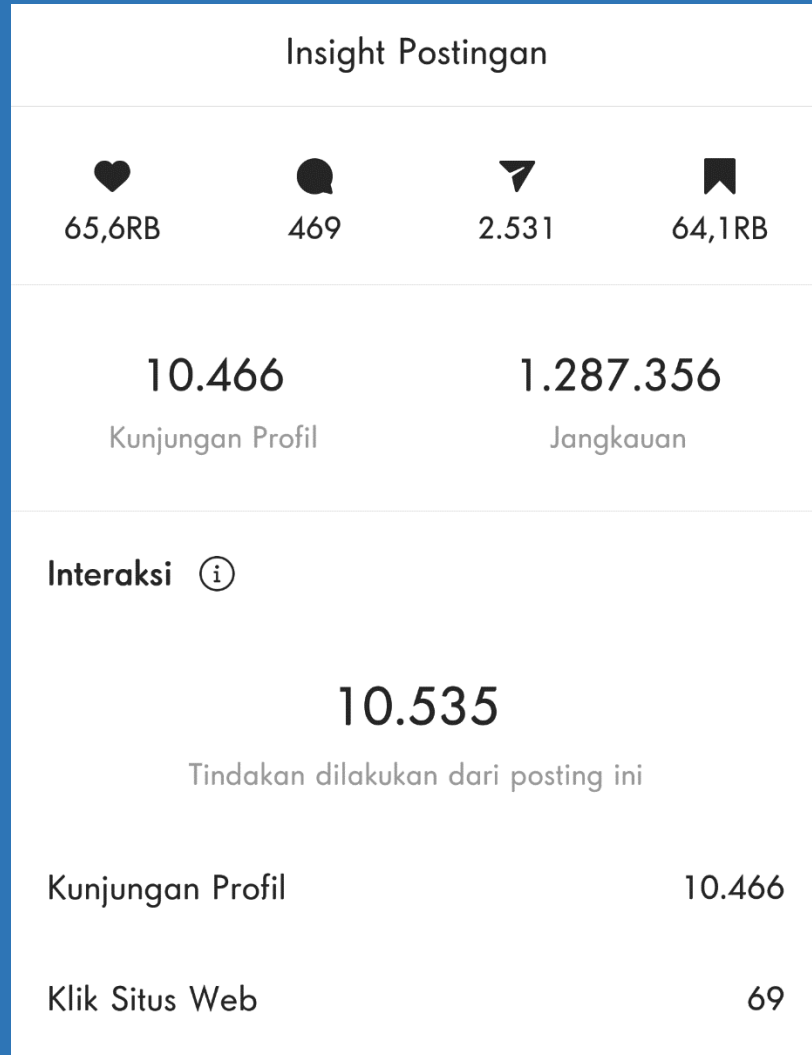 Insight Postingan
65,6RB 469 2.531 64,1RB
10.466 1.287.356
Kunjungan Profil Jangkauan
Interaksi
10.535
Tindakan dilakukan dari posting ini
Kunjungan Profil 10.466
Klik Situs Web 69